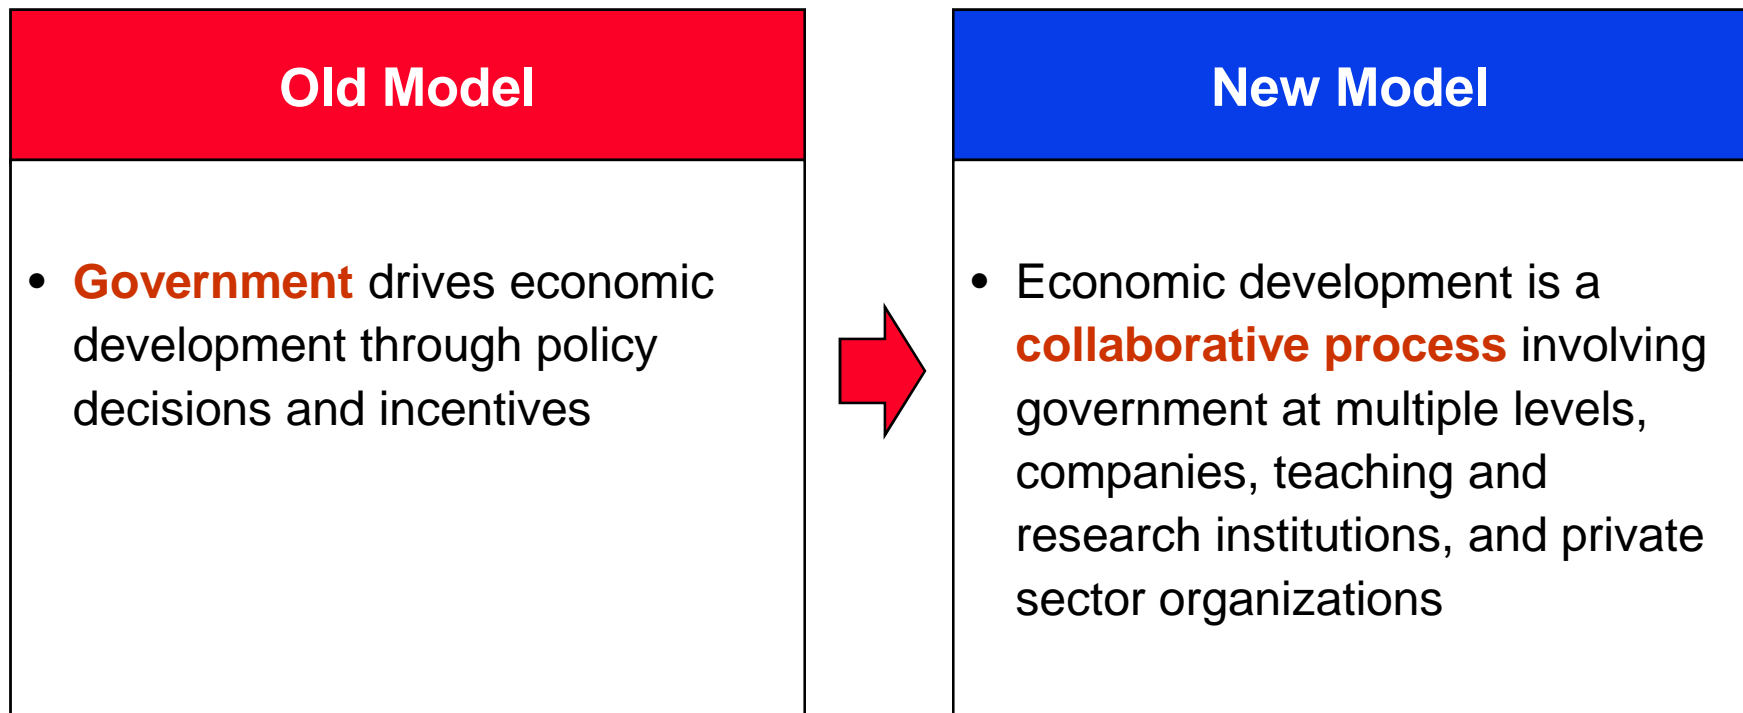 Old Model
• Government drives economic
development through policy
decisions and incentives
New Model
• Economic development is a
collaborative process involving
government at multiple levels,
companies, teaching and
research institutions, and private
sector organizations